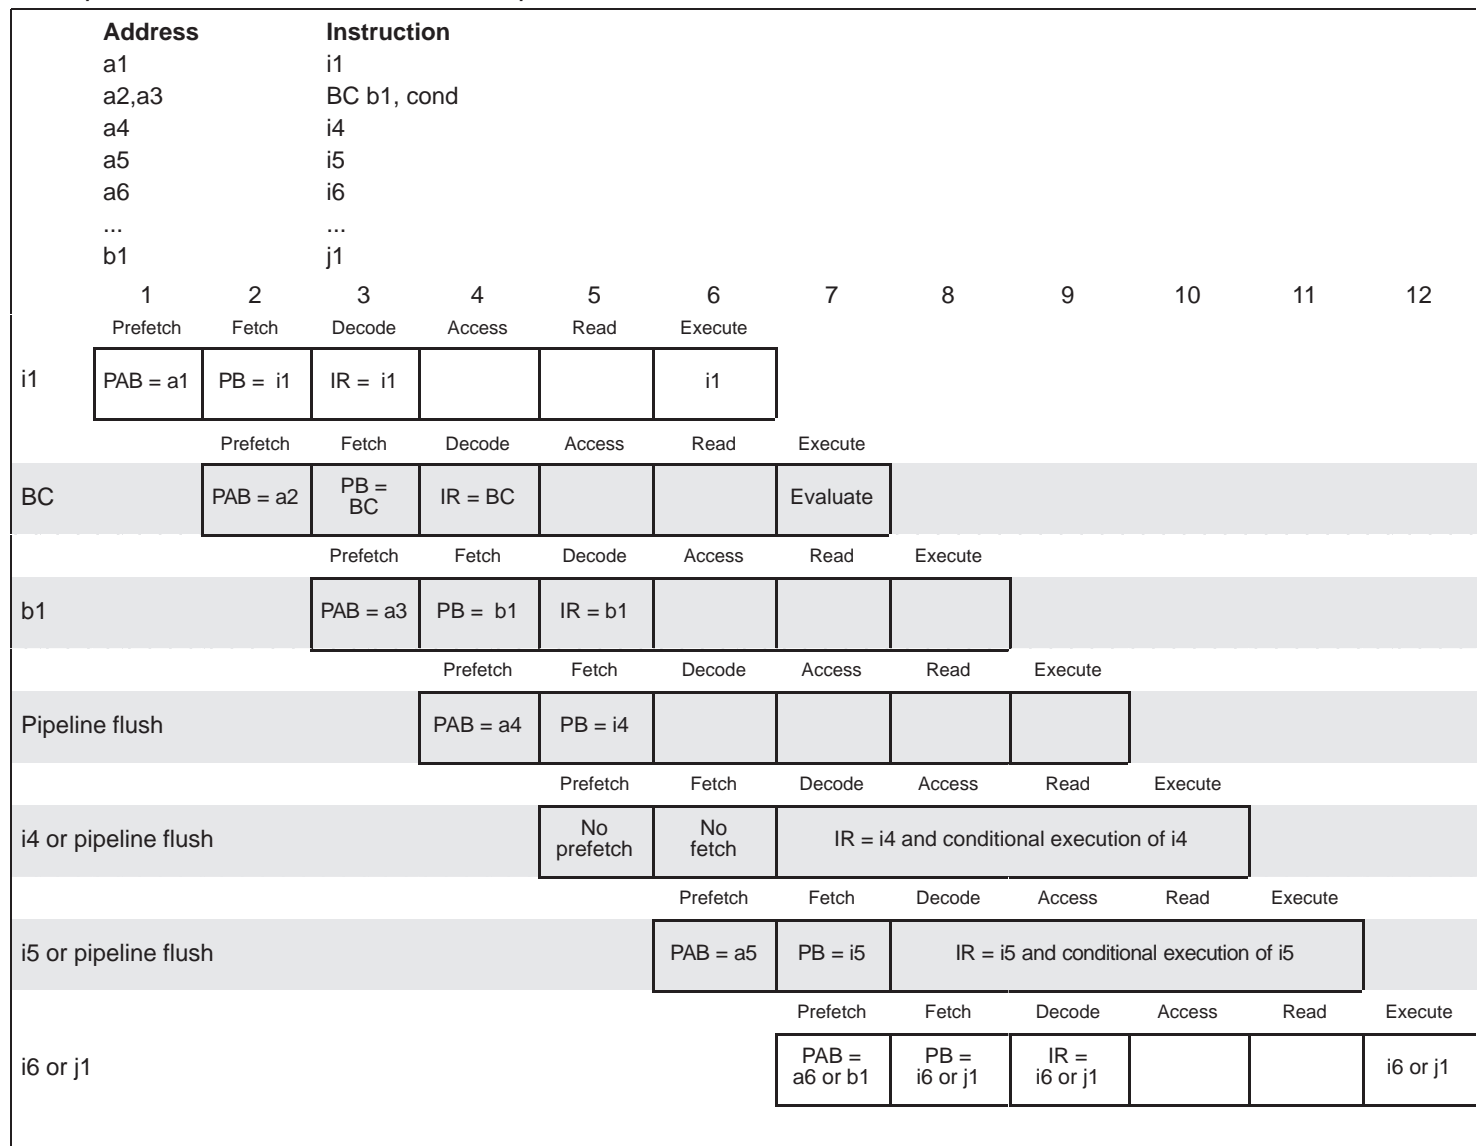 Address Instruction
a1 i1
a2,a3 BC b1, cond
a4 i4
a5 i5
a6 i6
... ...
b1 j1
1 2 3 4 5 6 7 8 9 10 11 12
Prefetch Fetch Decode Access Read Execute
i1 PAB = a1 PB = i1 IR = i1 i1
Prefetch Fetch Decode Access Read Execute
BC PAB = a2 PB = BC IR = BC Evaluate
Prefetch Fetch Decode Access Read Execute
b1 PAB = a3 PB = b1 IR = b1
Prefetch Fetch Decode Access Read Execute
Pipeline flush PAB = a4 PB = i4
Prefetch Fetch Decode Access Read Execute
i4 or pipeline flush No prefetch No fetch IR = i4 and conditional execution of i4
Prefetch Fetch Decode Access Read Execute
i5 or pipeline flush PAB = a5 PB = i5 IR = i5 and conditional execution of i5
Prefetch Fetch Decode Access Read Execute
i6 or j1 PAB = a6 or b1 PB = i6 or j1 IR = i6 or j1 i6 or j1